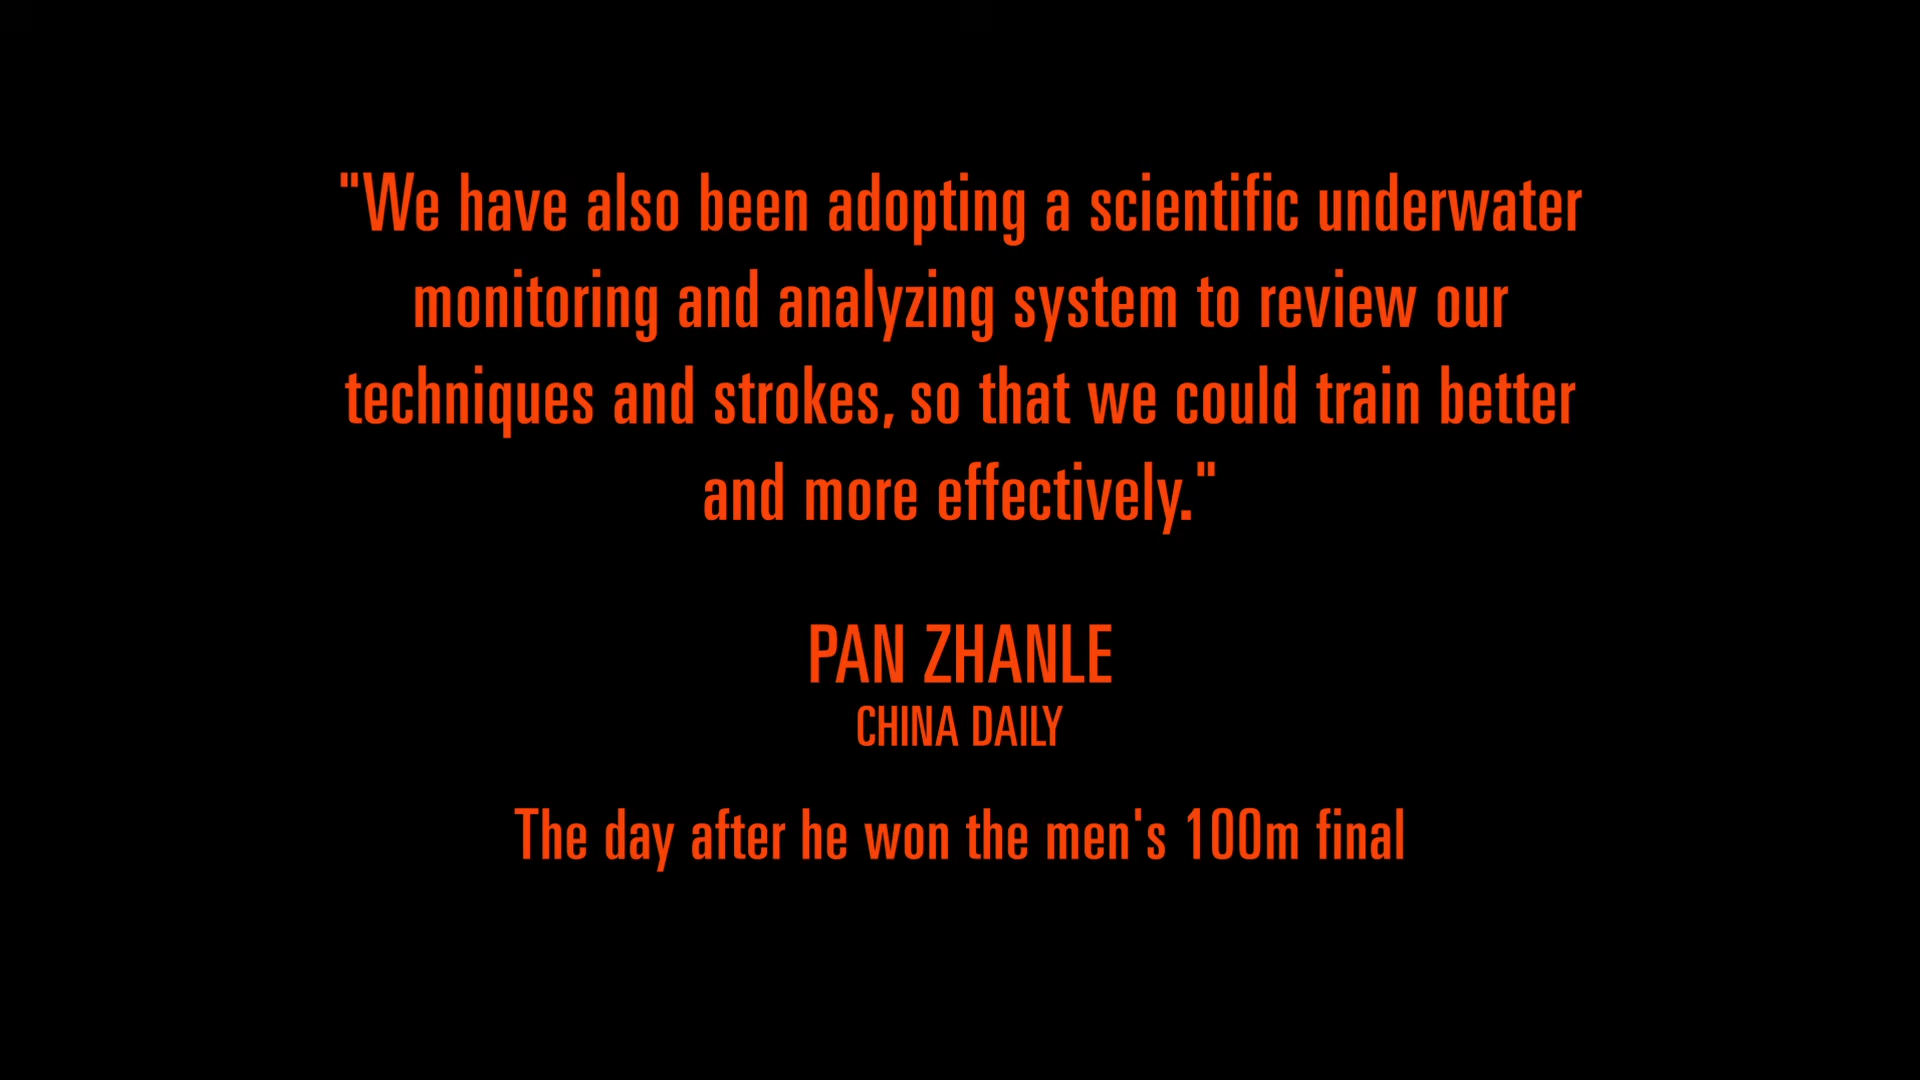 "We have also been adopting a scientific underwater
monitoring and analyzing system to review our
techniques and strokes, so that we could train better
and more effectively."
PAN ZHANLE
CHINA DAILY
The day after he won the men's 100m final